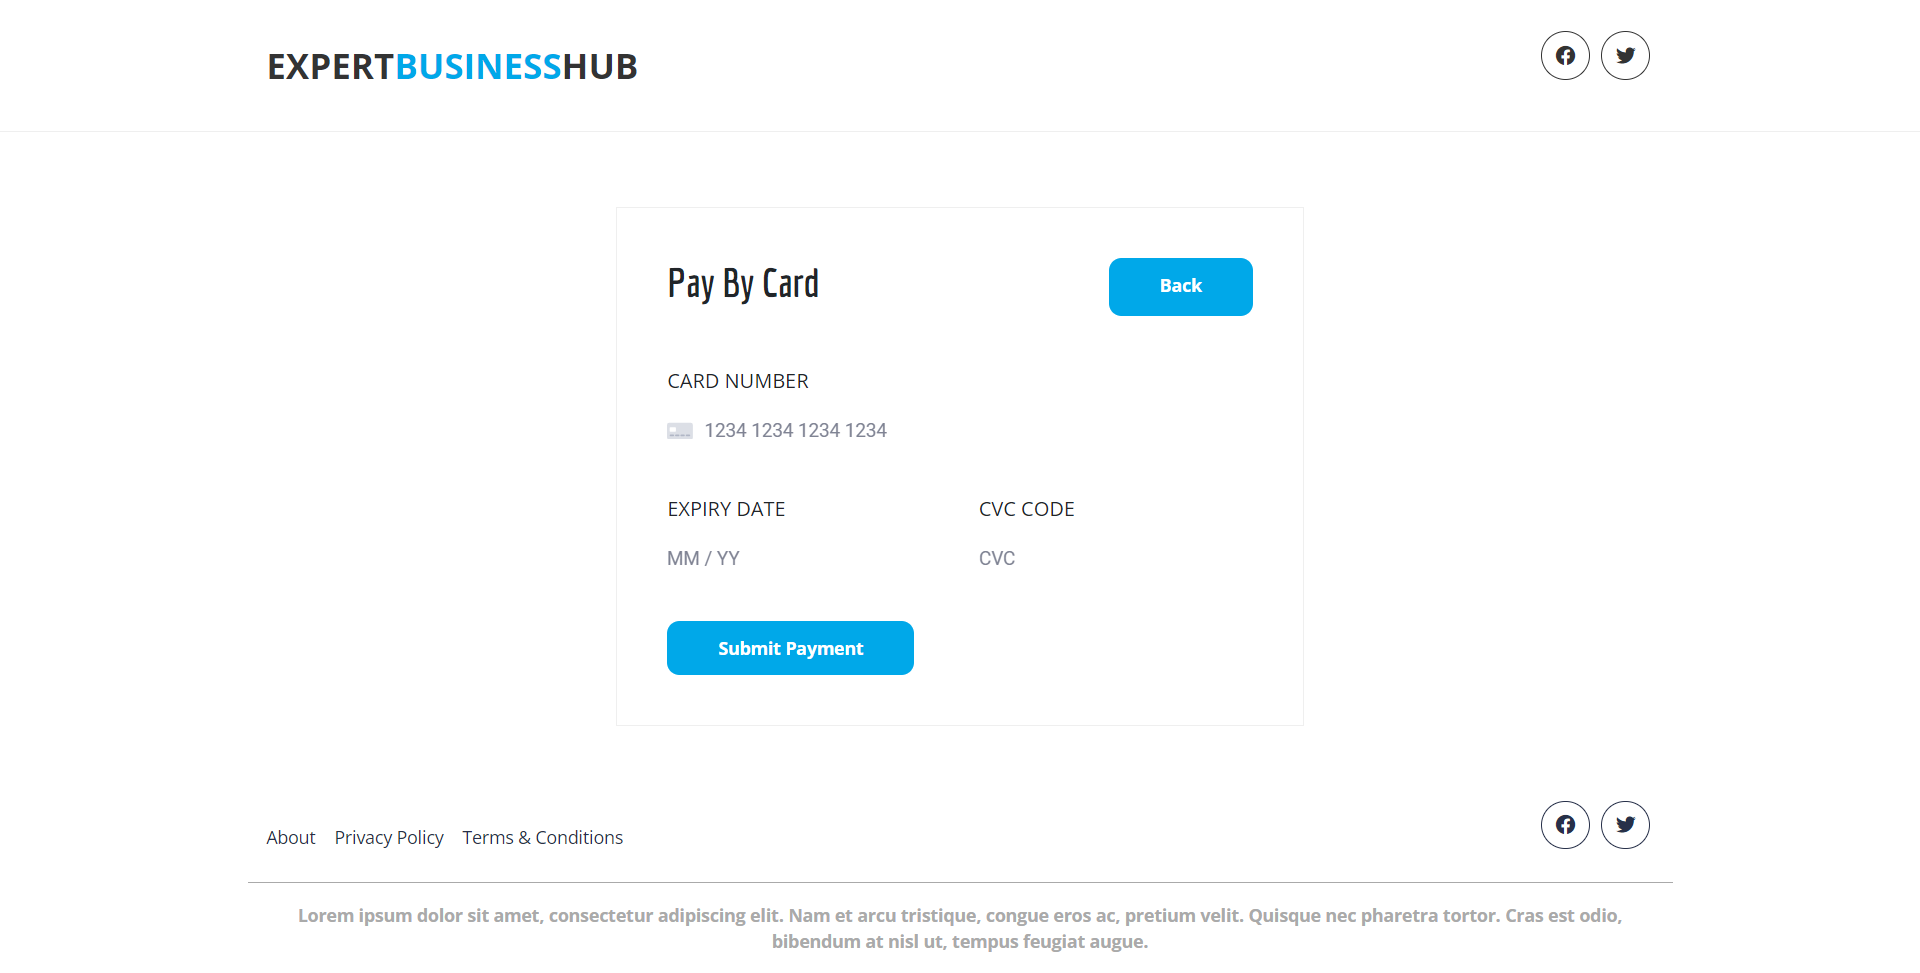 EXPERTBUSINESSHUB
Pay By Card
Back
CARD NUMBER
1234 1234 1234 1234
EXPIRY DATE
CVC CODE
MM / YY
CVC
Submit Payment
About Privacy Policy Terms & Conditions
Lorem ipsum dolor sit amet, consectetur adipiscing elit. Nam et arcu tristique, congue eros ac, pretium velit. Quisque nec pharetra tortor. Cras est odio,
bibendum at nisl ut, tempus feugiat augue.